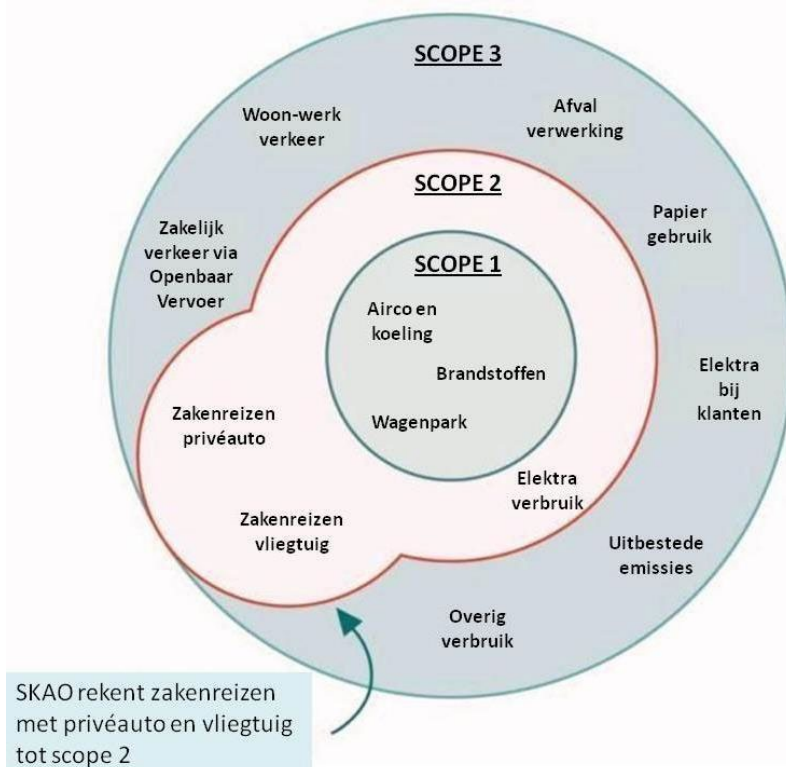 SCOPE 3
Woon-werk
verkeer
Afval
verwerking
SCOPE 2
Papier
gebruik
Zakelijk
verkeer via
Openbaar
Vervoer
SCOPE 1
Airco en
koeling
Brandstoffen
Wagenpark
Elektra
bij
klanten
Zakenreizen
privéauto
Elektra
verbruik
Zakenreizen
vliegtuig
Uitbestede
emissies
Overig
verbruik
SKAO rekent zakenreizen
met privéauto en vliegtuig
tot scope 2